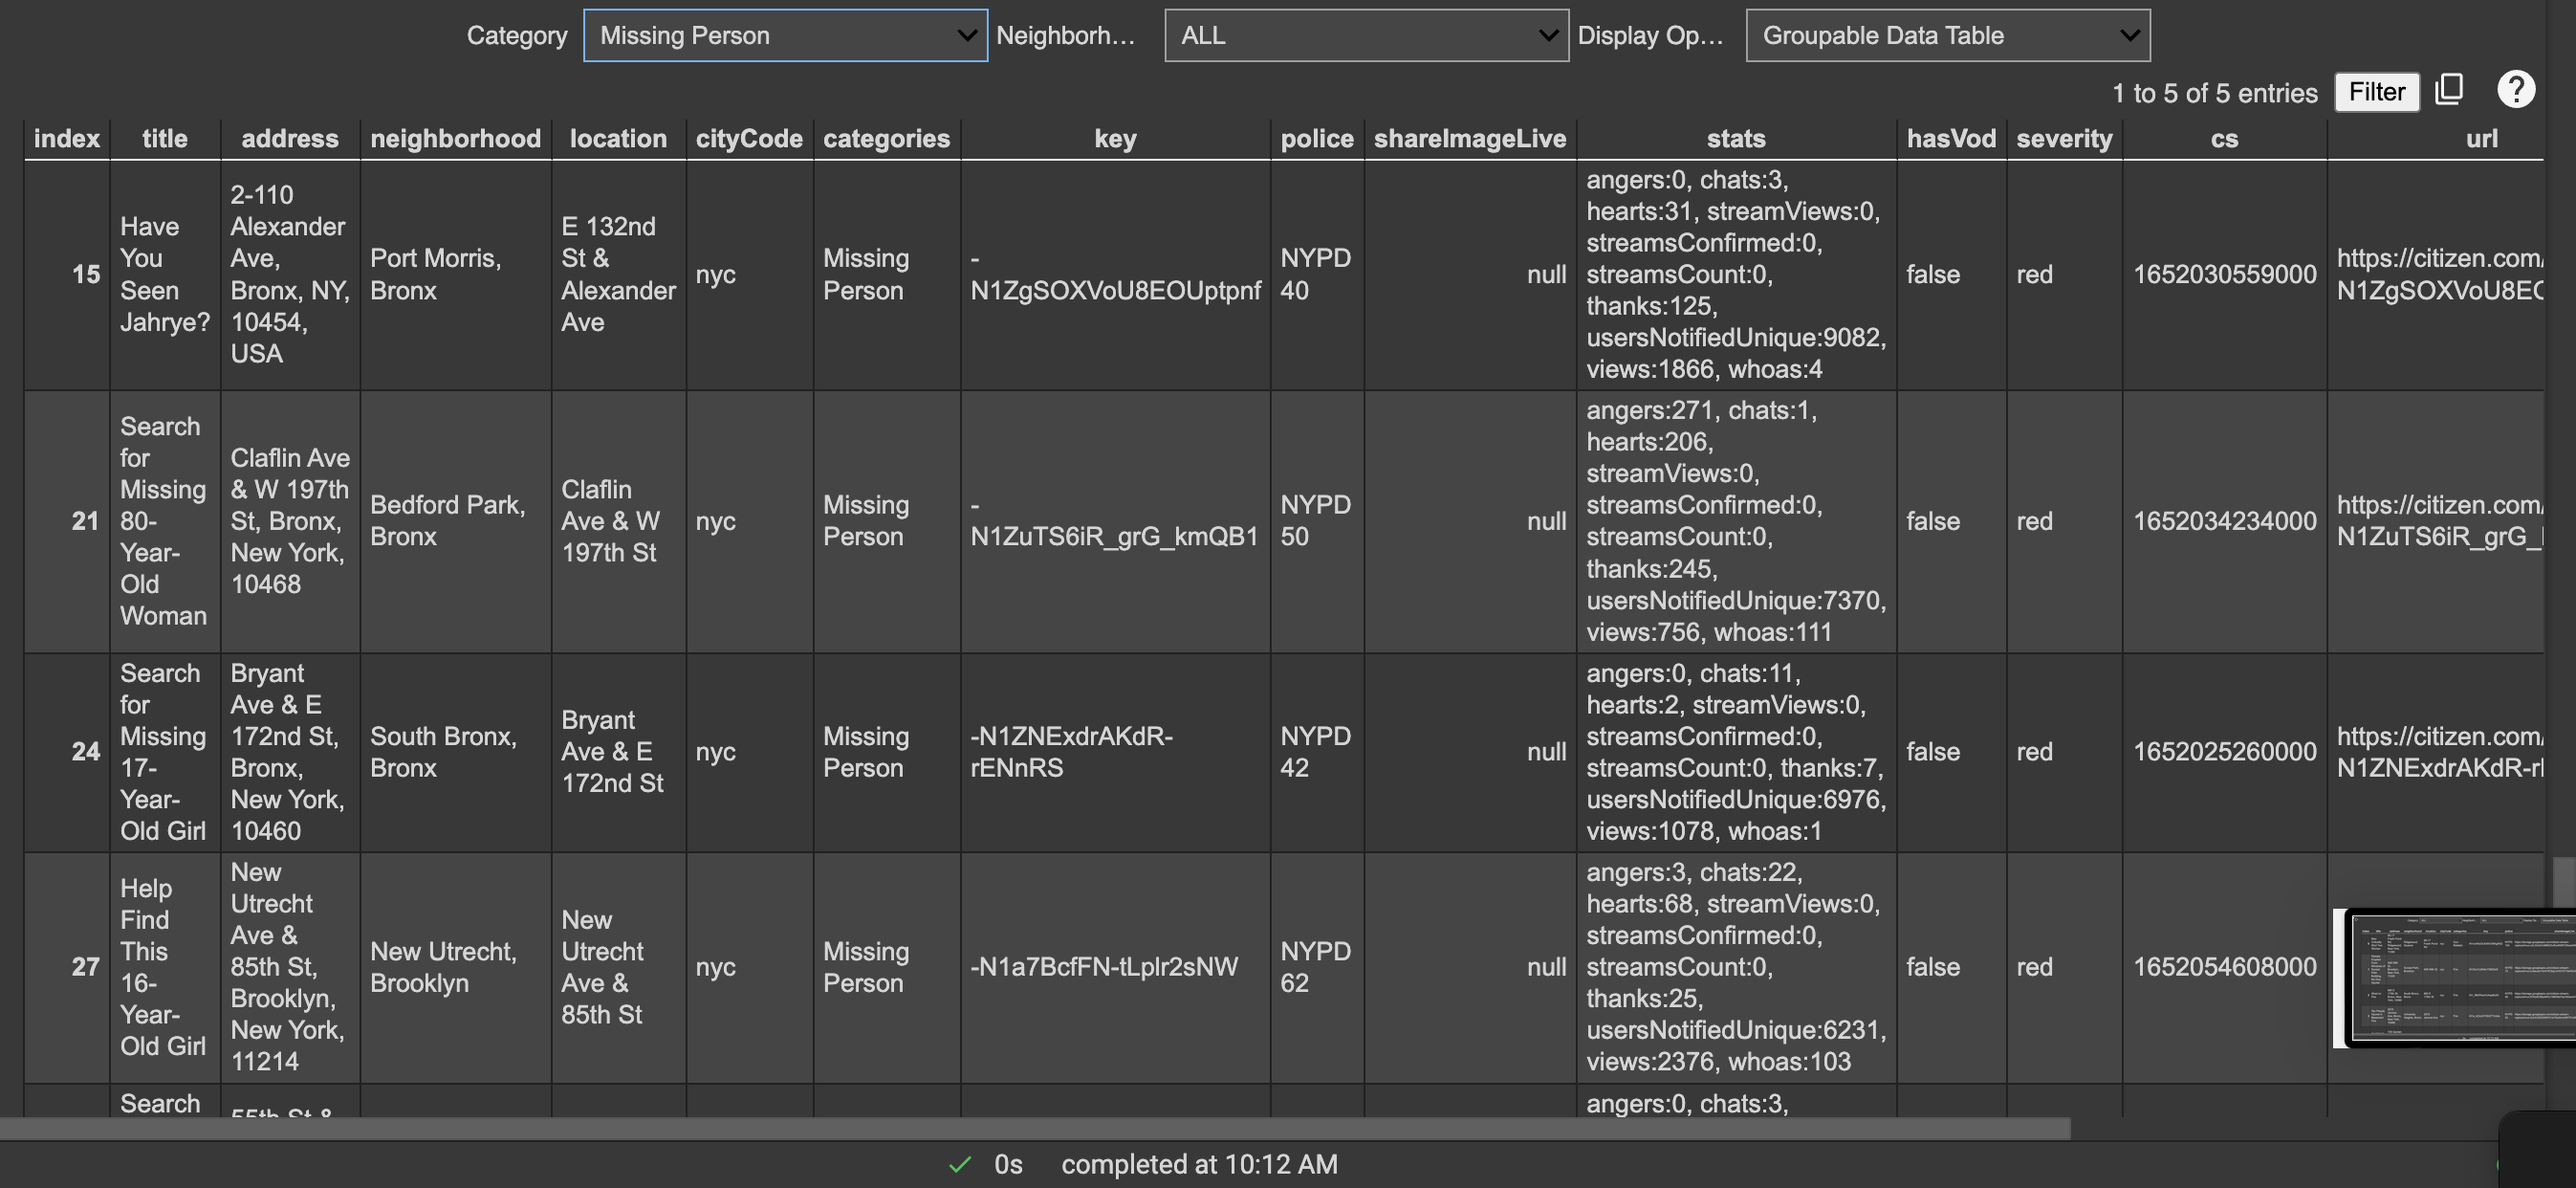 Category Missing Person Neighborh... ALL Display Op... Groupable Data Table
1 to 5 of 5 entries Filter ?
index title address neighborhood location cityCode categories key police shareImageLive stats hasVod severity cs url
15
Have
You
Seen
Jahrye?
2-110
Alexander
Ave,
Bronx, NY,
10454,
USA
Port Morris,
Bronx
E 132nd
St &
Alexander
Ave
nyc
Missing
Person
-
N1ZgSOXVoU8EOUptpnf
NYPD
40
null
angers:0, chats:3,
hearts:31, streamViews:0,
streamsConfirmed:0,
streamsCount:0,
thanks:125,
usersNotifiedUnique:9082,
views:1866, whoas:4
false
red
1652030559000
https://citizen.com/
N1ZgSOXVoU8EO
21
Search
for
Missing
80-
Year-
Old
Woman
Claflin Ave
& W 197th
St, Bronx,
New York,
10468
Bedford Park,
Bronx
Claflin
Ave & W
197th St
nyc
Missing
Person
-
N1ZuTS6iR_grG_kmQB1
NYPD
50
null
angers:271, chats:1,
hearts:206,
streamViews:0,
streamsConfirmed:0,
streamsCount:0,
thanks:245,
usersNotifiedUnique:7370,
views:756, whoas:111
false
red
1652034234000
https://citizen.com/
N1ZuTS6iR_grG_
24
Search
for
Missing
17-
Year-
Old Girl
Bryant
Ave & E
172nd St,
Bronx,
New York,
10460
South Bronx,
Bronx
Bryant
Ave & E
172nd St
nyc
Missing
Person
-N1ZNExdrAKdR-
rENnRS
NYPD
42
null
angers:0, chats:11,
hearts:2, streamViews:0,
streamsConfirmed:0,
streamsCount:0, thanks:7,
usersNotifiedUnique:6976,
views:1078, whoas:1
false
red
1652025260000
https://citizen.com/
N1ZNExdrAKdR-r
27
Help
Find
This
16-
Year-
Old Girl
New
Utrecht
Ave &
85th St,
Brooklyn,
New York,
11214
New Utrecht,
Brooklyn
New
Utrecht
Ave &
85th St
nyc
Missing
Person
-N1a7BcfFN-tLpIr2sNW
NYPD
62
null
angers:3, chats:22,
hearts:68, streamViews:0,
streamsConfirmed:0,
streamsCount:0,
thanks:25,
usersNotifiedUnique:6231,
views:2376, whoas:103
false
red
1652054608000
Search
55th St &
angers:0, chats:3,
0s completed at 10:12 AM